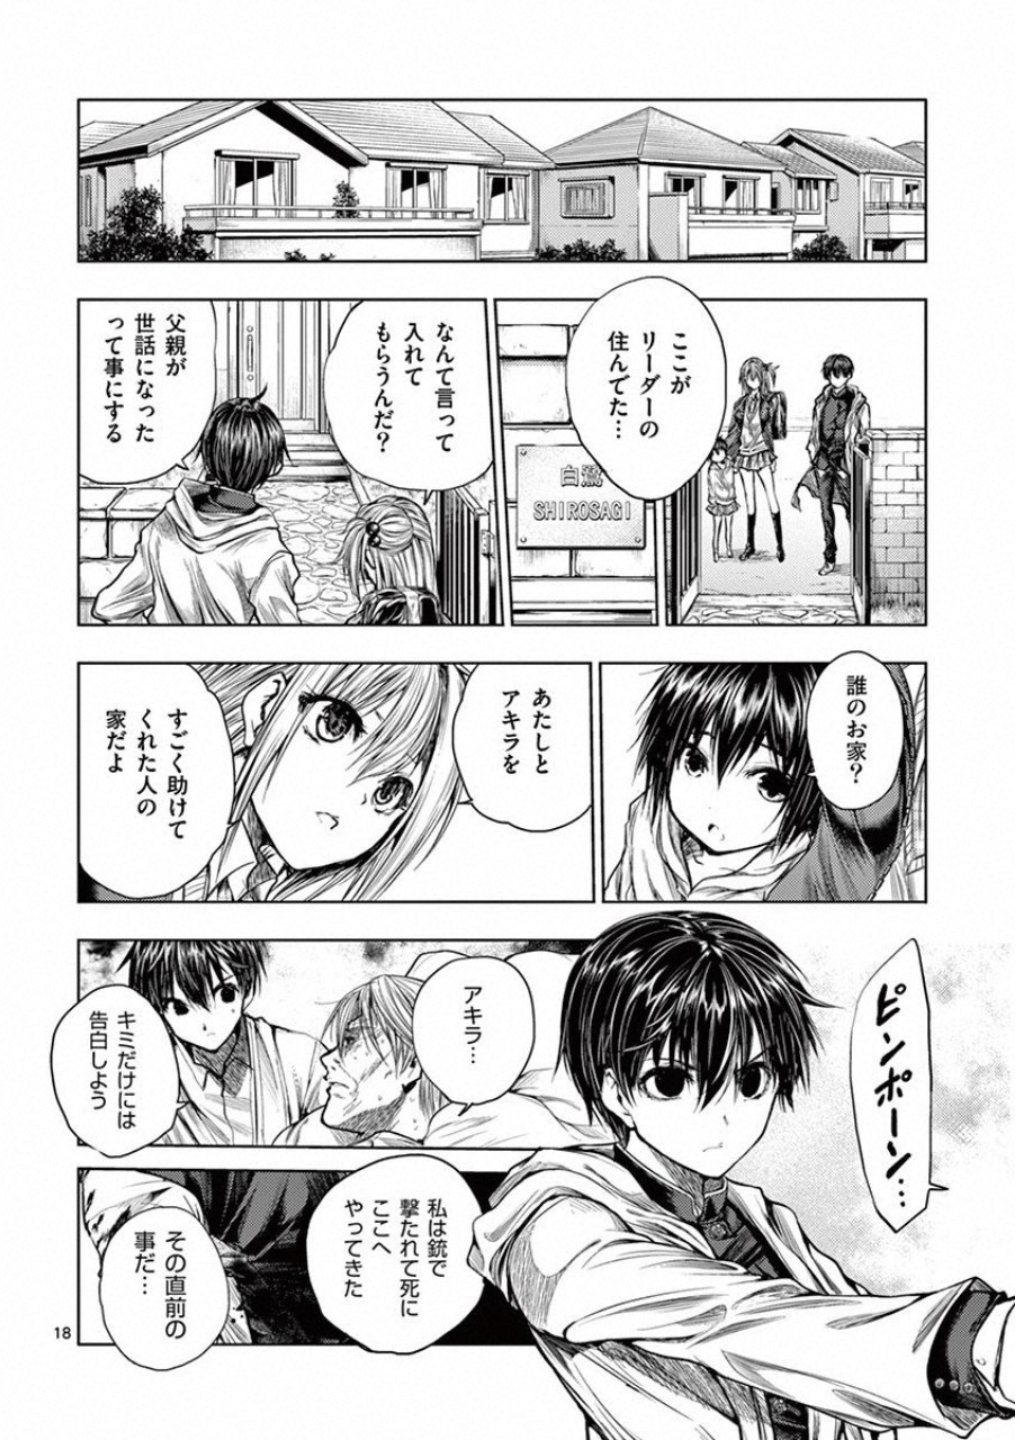 ここが
リーダーの
住んでた…
白鷺
SHIROSAGI
なんて言って
入れて
もらうんだ？
父親が
世話になった
って事にする
誰のお家？
あたしと
アキラを
すごく助けて
くれた人の
家だよ
ピンポーン…
アキラ…
キミだけには
告白しよう
私は銃で
撃たれて死に
ここへ
やってきた
その直前の
事だ…
18